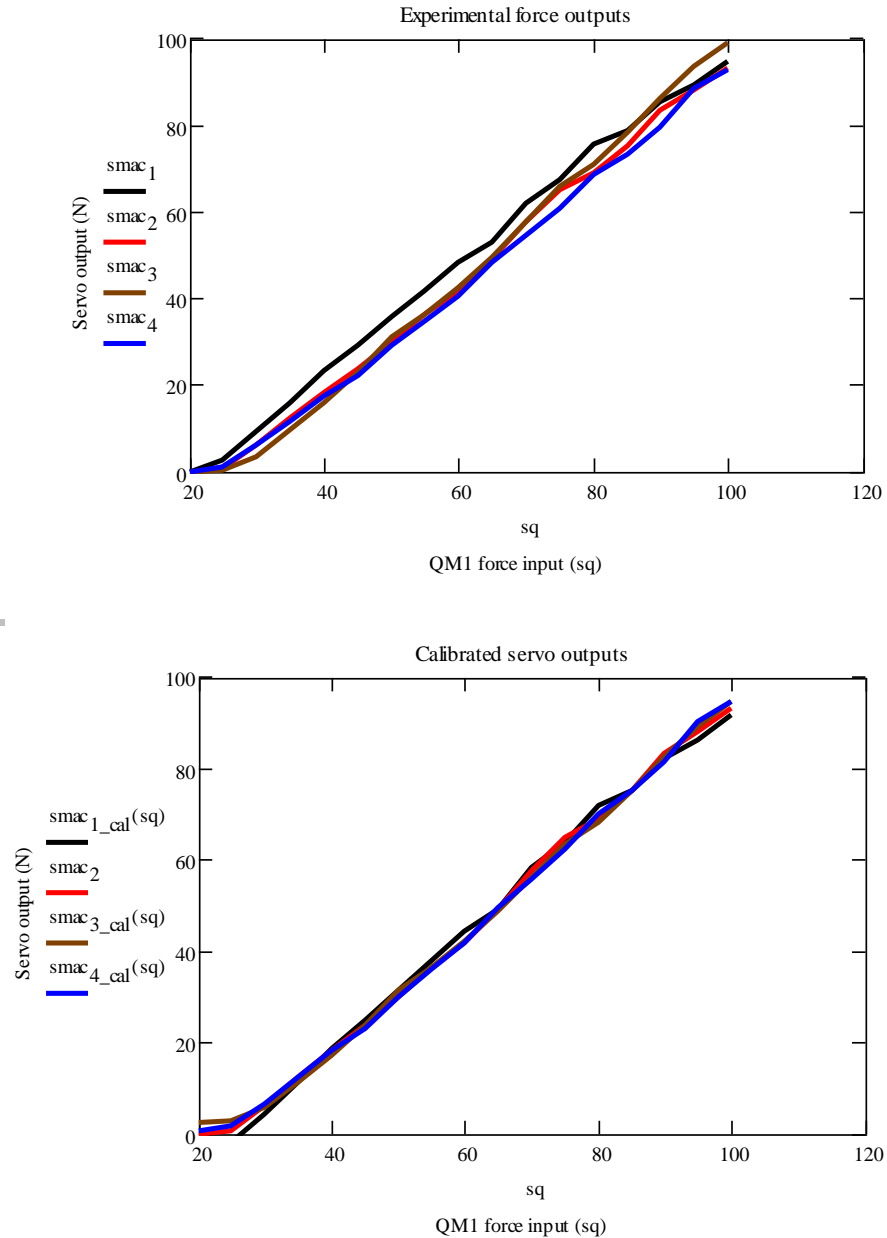 Experimental force outputs
100
80
60
40
20
0
20 40 60 80 100 120
Servo output (N)
smac1
smac2
smac3
smac4
sq
QM1 force input (sq)
Calibrated servo outputs
100
80
60
40
20
0
20 40 60 80 100 120
Servo output (N)
smac1_cal(sq)
smac2
smac3_cal(sq)
smac4_cal(sq)
sq
QM1 force input (sq)